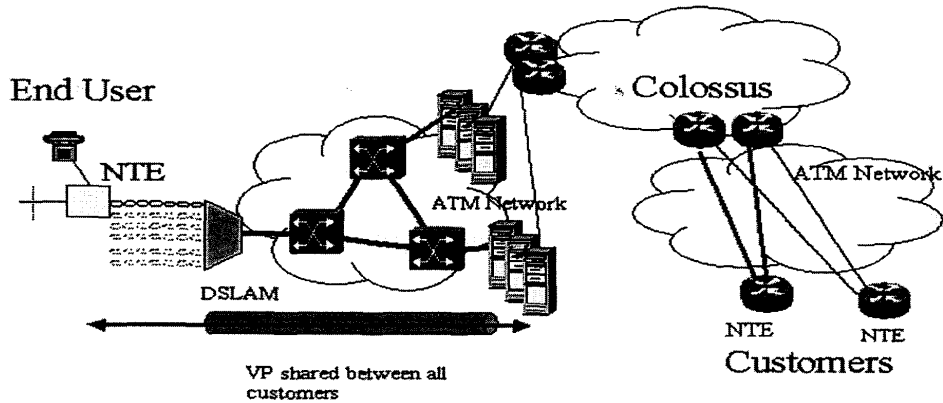 End User
NTE
DSLAM
ATM Network
Colossus
ATM Network
NTE
NTE
Customers
VP shared between all
customers